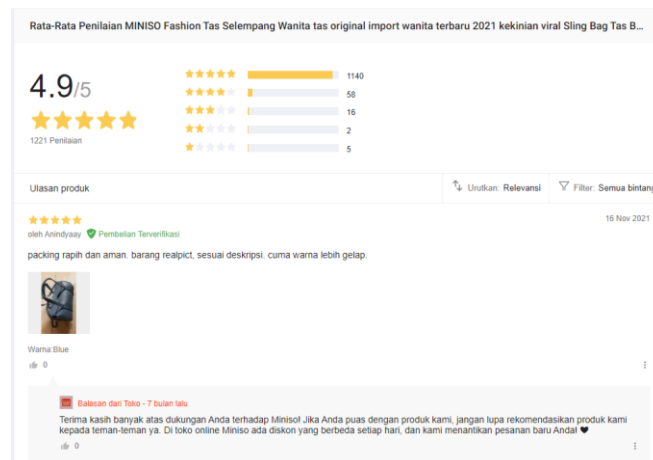 Rata-Rata Penilaian MINISO Fashion Tas Selempang Wanita tas original import wanita terbaru 2021 kekinian viral Sling Bag Tas B...
4.9/5
1140
58
16
2
5
1221 Penilaian
Ulasan produk
Urutkan: Relevansi
Filter: Semua bintang
16 Nov 2021
oleh Anindyaay Pembelian Terverifikasi
packing rapih dan aman. barang realpict, sesuai deskripsi. cuma warna lebih gelap.
Warna:Blue
0
Balasan dari Toko - 7 bulan lalu
Terima kasih banyak atas dukungan Anda terhadap Miniso! Jika Anda puas dengan produk kami, jangan lupa rekomendasikan produk kami
kepada teman-teman ya. Di toko online Miniso ada diskon yang berbeda setiap hari, dan kami menantikan pesanan baru Anda! 🖤
0